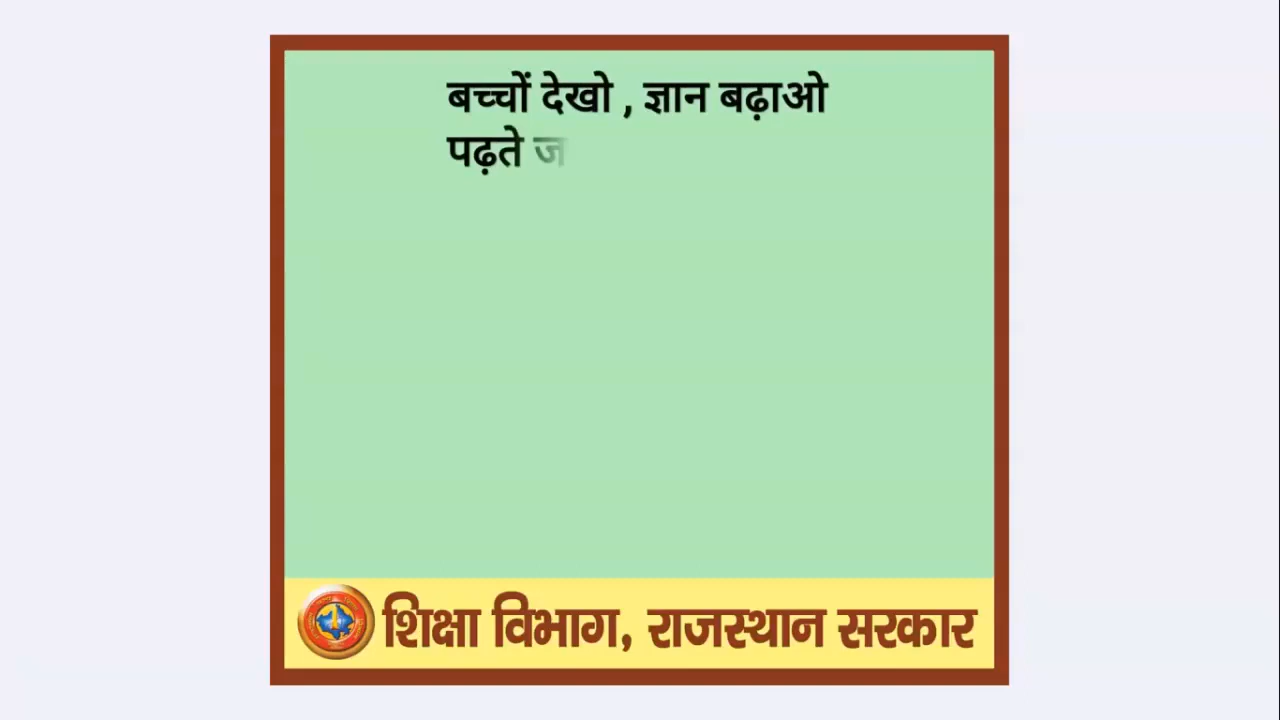 बच्चों देखो , ज्ञान बढ़ाओ
पढ़ते
शिक्षा विभाग, राजस्थान सरकार